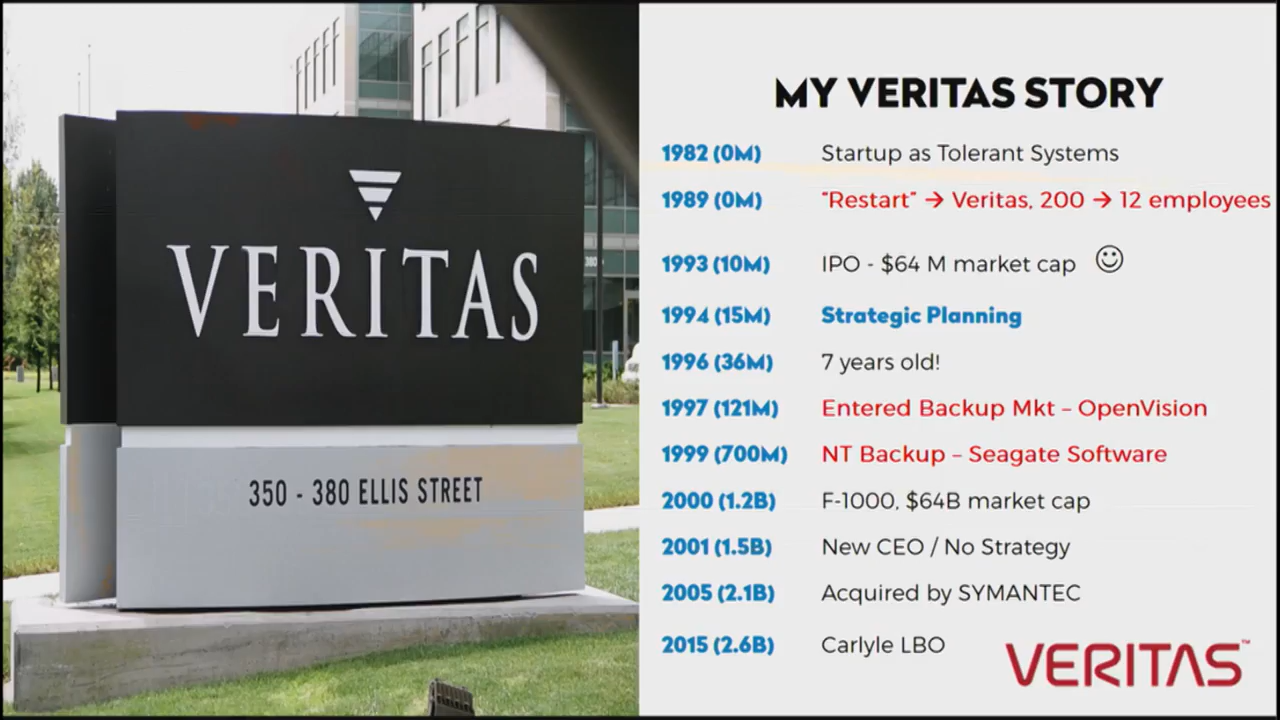 VERITAS
350 - 380 ELLIS STREET
380
MY VERITAS STORY
1982 (0M) Startup as Tolerant Systems
1989 (0M) “Restart” → Veritas, 200 → 12 employees
1993 (10M) IPO - $64 M market cap ☺
1994 (15M) Strategic Planning
1996 (36M) 7 years old!
1997 (121M) Entered Backup Mkt – OpenVision
1999 (700M) NT Backup – Seagate Software
2000 (1.2B) F-1000, $64B market cap
2001 (1.5B) New CEO / No Strategy
2005 (2.1B) Acquired by SYMANTEC
2015 (2.6B) Carlyle LBO
VERITAS™